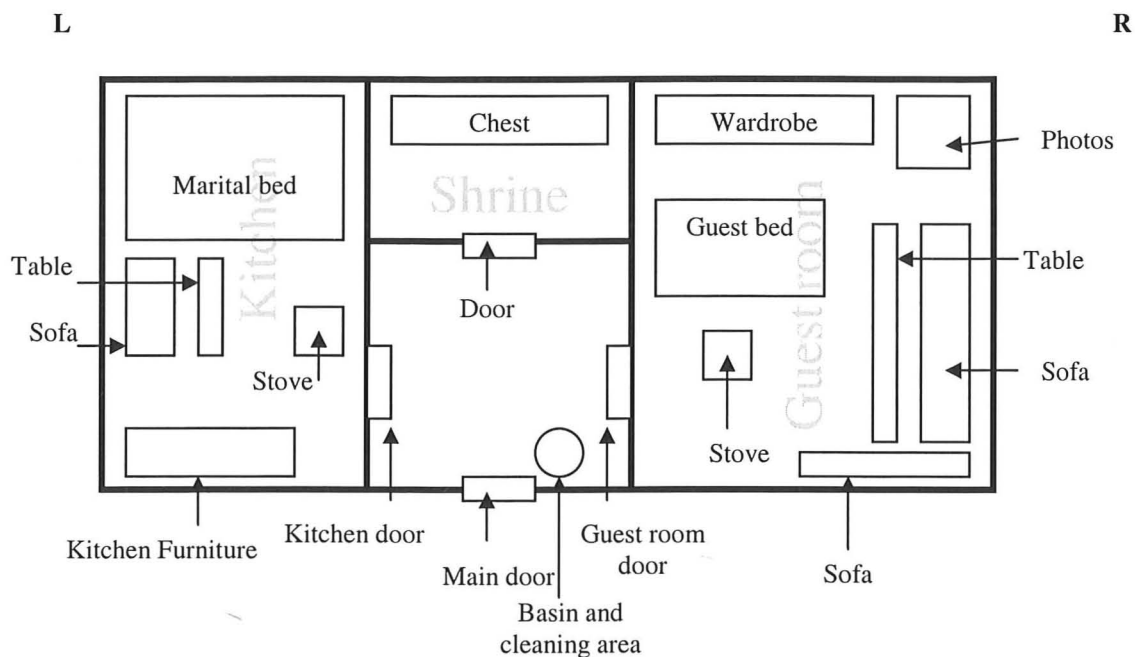 L
R
Chest
Wardrobe
Photos
Marital bed
Kitchen
Shrine
Guest bed
Guest room
Table
Table
Door
Sofa
Stove
Sofa
Stove
Kitchen door
Guest room
door
Kitchen Furniture
Main door
Sofa
Basin and
cleaning area